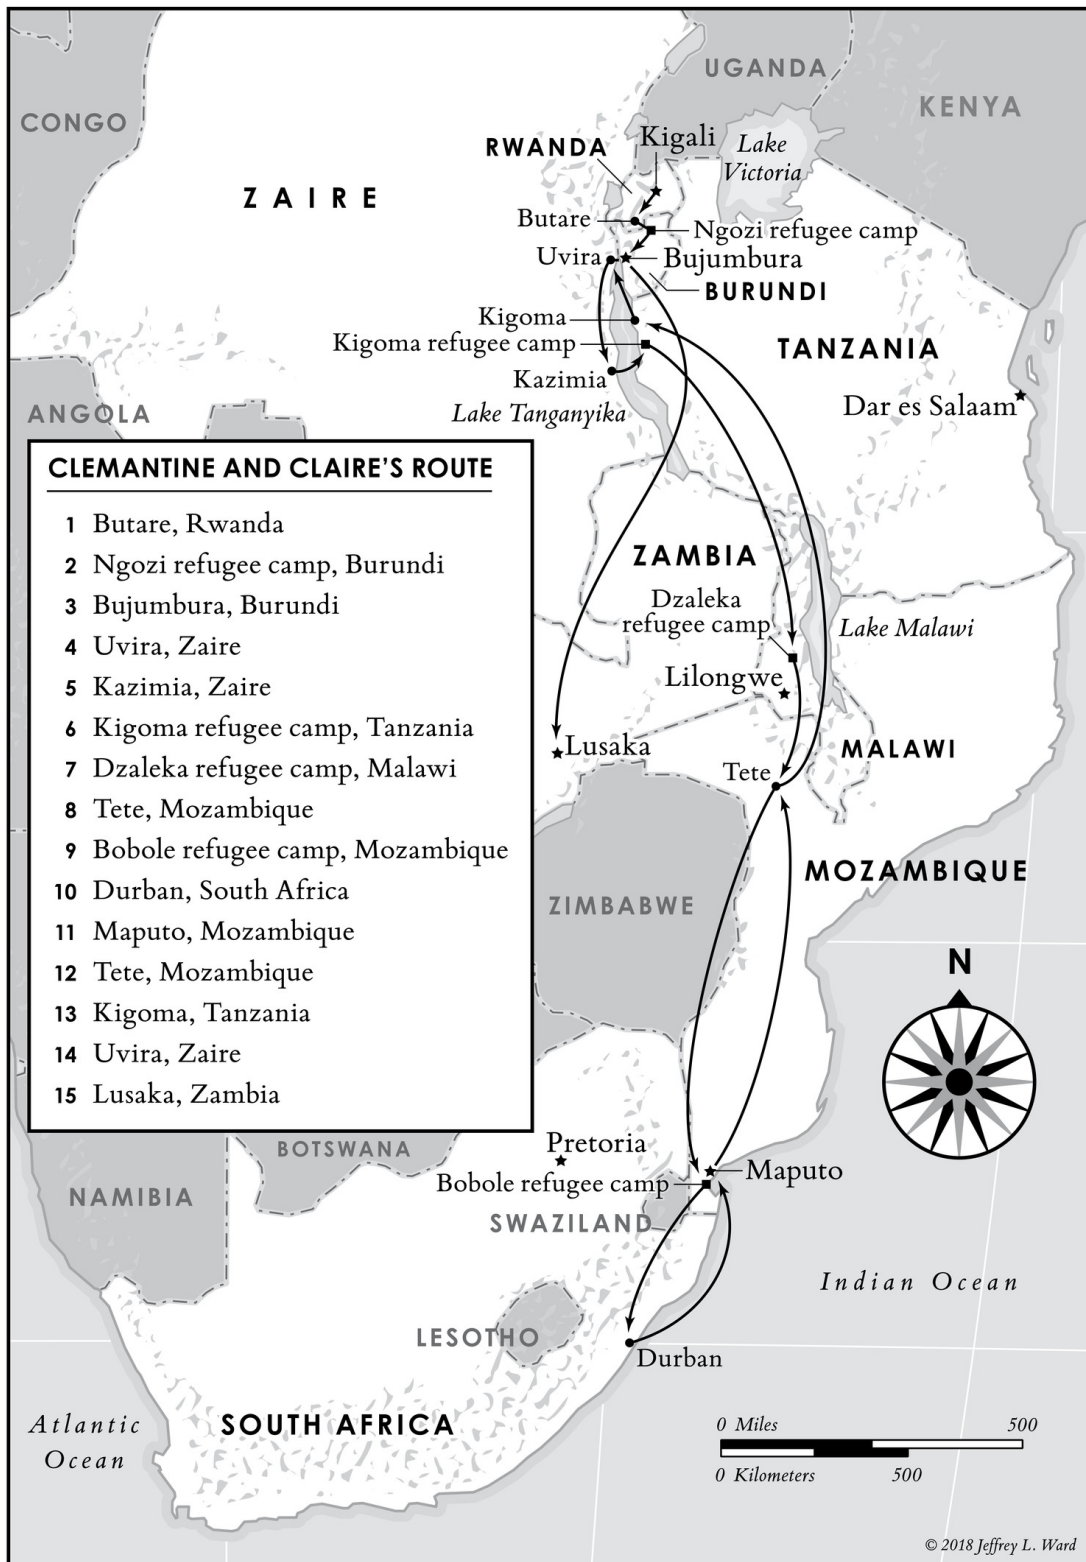 UGANDA
KENYA
CONGO
Kigali
Lake
Victoria
RWANDA
ZAIRE
Butare
Ngozi refugee camp
Uvira
Bujumbura
BURUNDI
Kigoma
Kigoma refugee camp
TANZANIA
Kazimia
Dar es Salaam
Lake Tanganyika
ANGOLA
CLEMANTINE AND CLAIRE'S ROUTE
1 Butare, Rwanda
2 Ngozi refugee camp, Burundi
3 Bujumbura, Burundi
4 Uvira, Zaire
5 Kazimia, Zaire
6 Kigoma refugee camp, Tanzania
7 Dzaleka refugee camp, Malawi
8 Tete, Mozambique
9 Bobole refugee camp, Mozambique
10 Durban, South Africa
11 Maputo, Mozambique
12 Tete, Mozambique
13 Kigoma, Tanzania
14 Uvira, Zaire
15 Lusaka, Zambia
ZAMBIA
Dzaleka
refugee camp
Lake Malawi
Lilongwe
Lusaka
MALAWI
Tete
MOZAMBIQUE
ZIMBABWE
N
BOTSWANA
Pretoria
Maputo
Bobole refugee camp
NAMIBIA
SWAZILAND
Indian Ocean
LESOTHO
Durban
Atlantic
Ocean
SOUTH AFRICA
0 Miles 500
0 Kilometers 500
© 2018 Jeffrey L. Ward